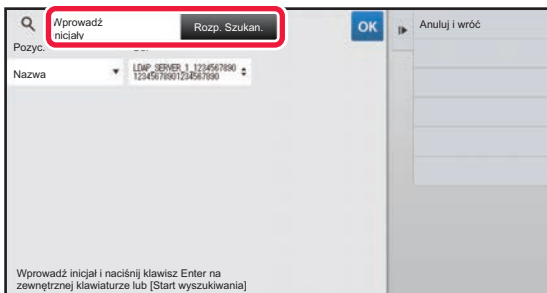 Wprowadź
inicjały
Rozp. Szukan.
OK
Anuluj i wróć
Pozyc.
Nazwa
LDAP_SERVER_1_1234567890
12345678901234567890
Wprowadź inicjał i naciśnij klawisz Enter na
zewnętrznej klawiaturze lub [Start wyszukiwania]